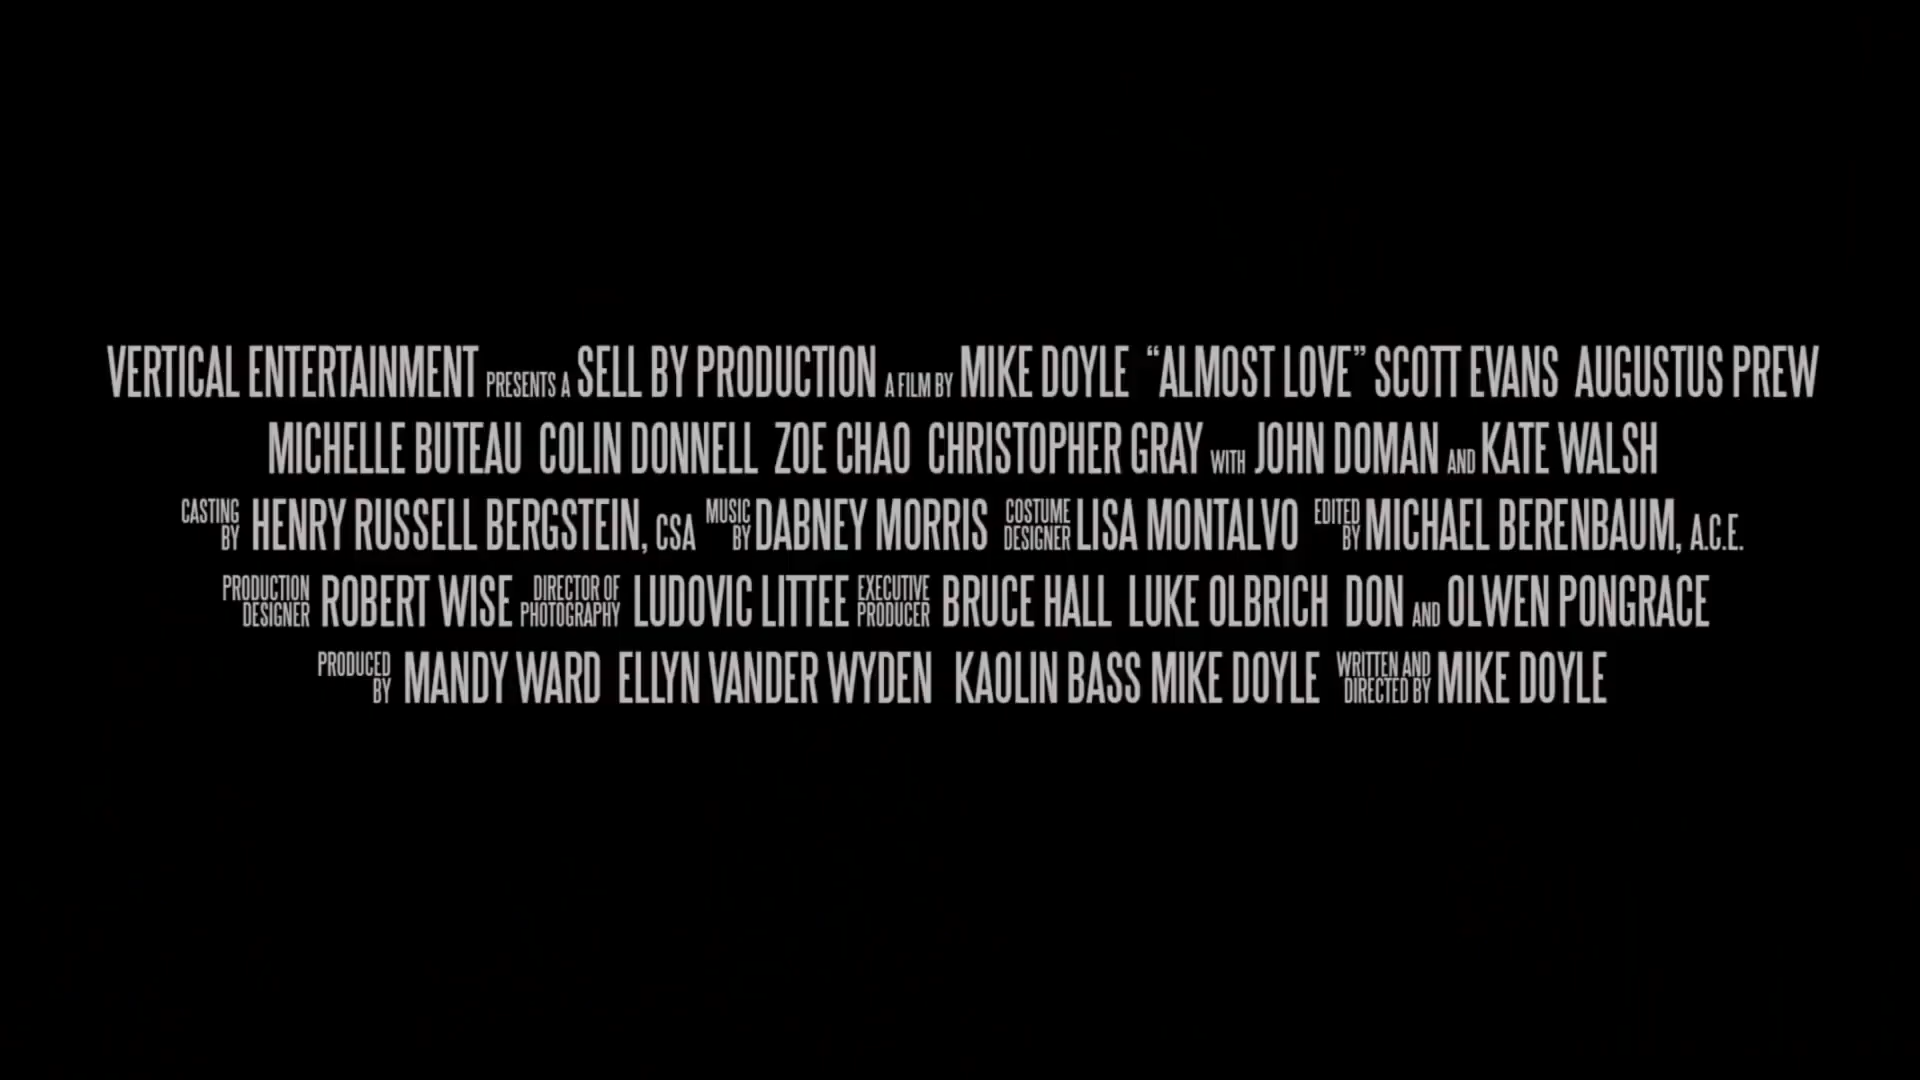 VERTICAL ENTERTAINMENT PRESENTS A SELL BY PRODUCTION A FILM BY MIKE DOYLE “ALMOST LOVE” SCOTT EVANS AUGUSTUS PREW
MICHELLE BUTEAU COLIN DONNELL ZOE CHAO CHRISTOPHER GRAY WITH JOHN DOMAN AND KATE WALSH
CASTING BY HENRY RUSSELL BERGSTEIN, CSA MUSIC BY DABNEY MORRIS COSTUME DESIGNER LISA MONTALVO EDITED BY MICHAEL BERENBAUM, A.C.E.
PRODUCTION DESIGNER ROBERT WISE DIRECTOR OF PHOTOGRAPHY LUDOVIC LITTEE EXECUTIVE PRODUCER BRUCE HALL LUKE OLBRICH DON AND OLWEN PONGRACE
PRODUCED BY MANDY WARD ELLYN VANDER WYDEN KAOLIN BASS MIKE DOYLE WRITTEN AND DIRECTED BY MIKE DOYLE